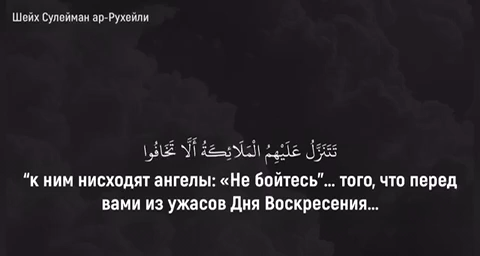 Шейх Сулейман ар-Рухейли
تَتَنَزَّلُ عَلَيْهِمُ الْمَلَائِكَةُ أَلَّا تَخَافُوا
“к ним нисходят ангелы: «Не бойтесь”... того, что перед
вами из ужасов Дня Воскресения...